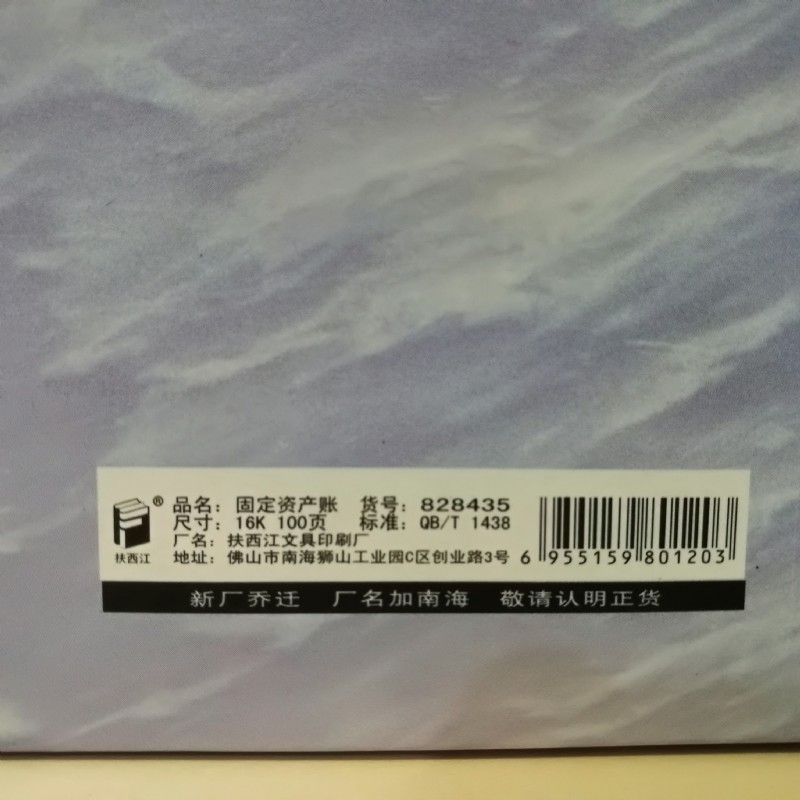 扶西江
®
品名: 固定资产账 货号: 828435
尺寸: 16K 100页 标准: QB/T 1438
厂名: 扶西江文具印刷厂
地址: 佛山市南海狮山工业园C区创业路3号
6 955159 801203
新厂乔迁 厂名加南海 敬请认明正货